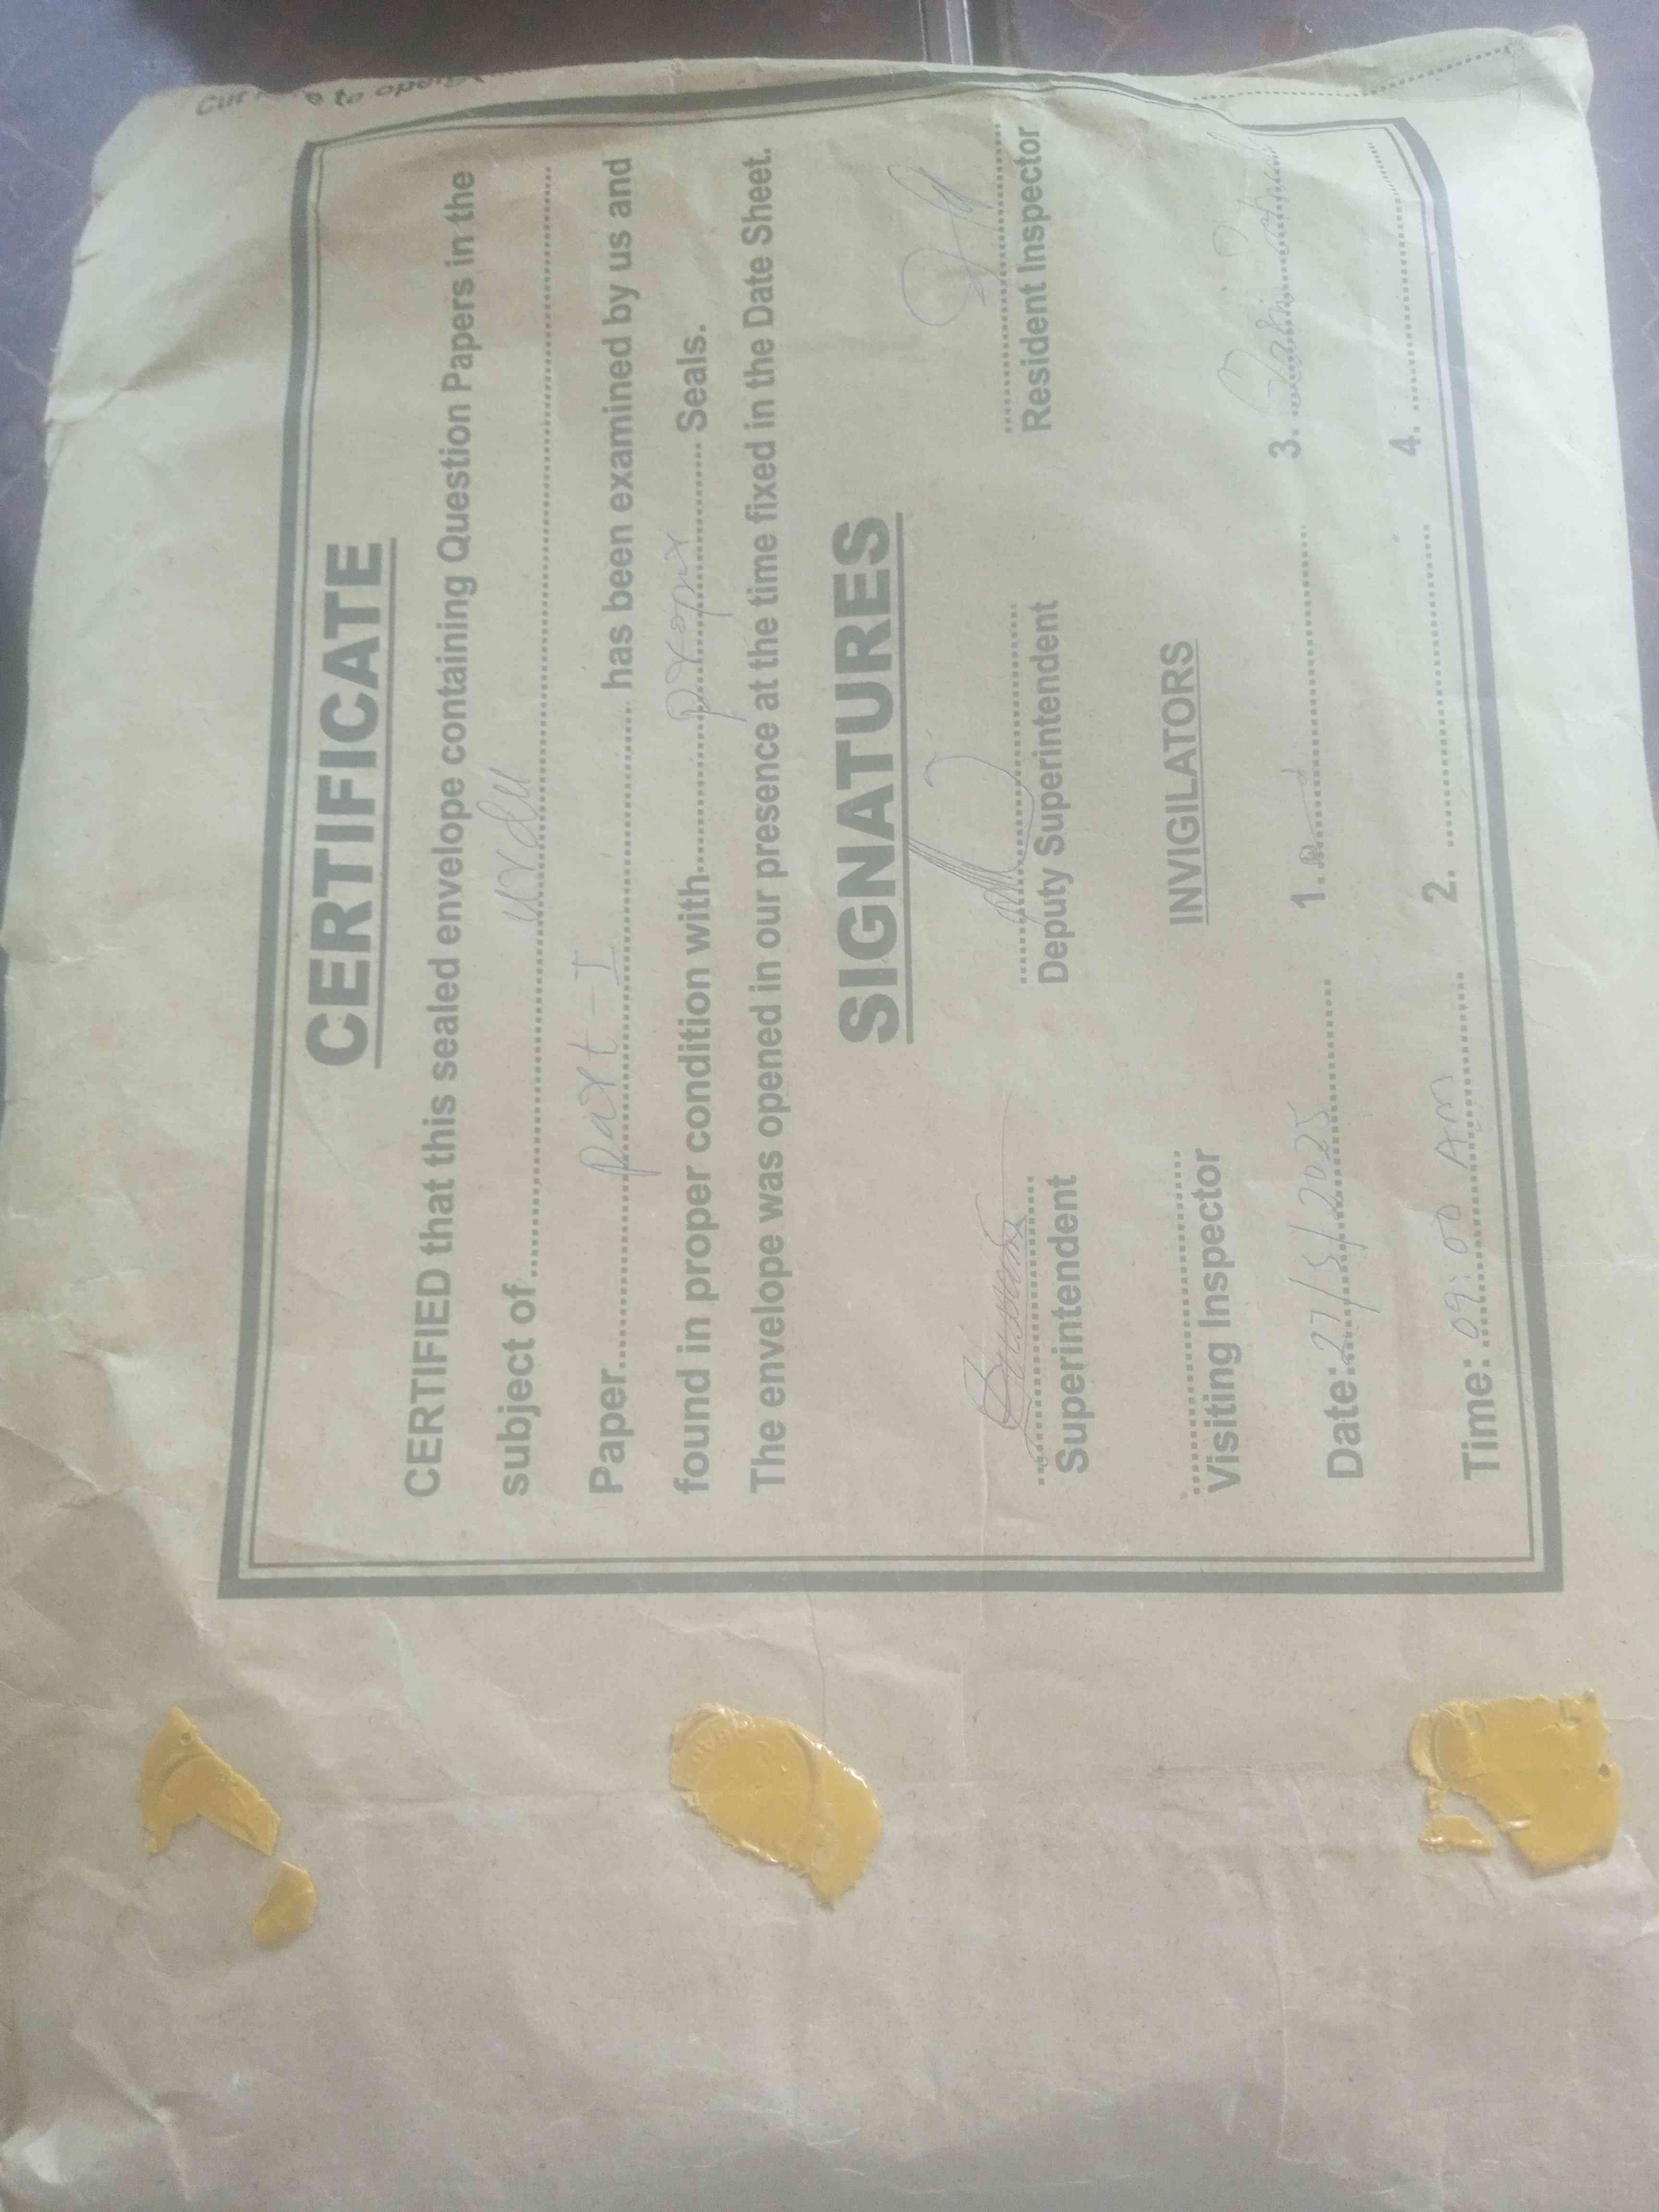 to open
CERTIFICATE
CERTIFIED that this sealed envelope containing Question Papers in the
subject of..........urdu..........
Paper..........part-I.......... has been examined by us and
found in proper condition with..........proper.......... Seals.
The envelope was opened in our presence at the time fixed in the Date Sheet.
SIGNATURES
Superintendent Deputy Superintendent Resident Inspector
Visiting Inspector
INVIGILATORS
Date: 27/5/2025 1. 3.
Time: 09:00 AM 2. 4.